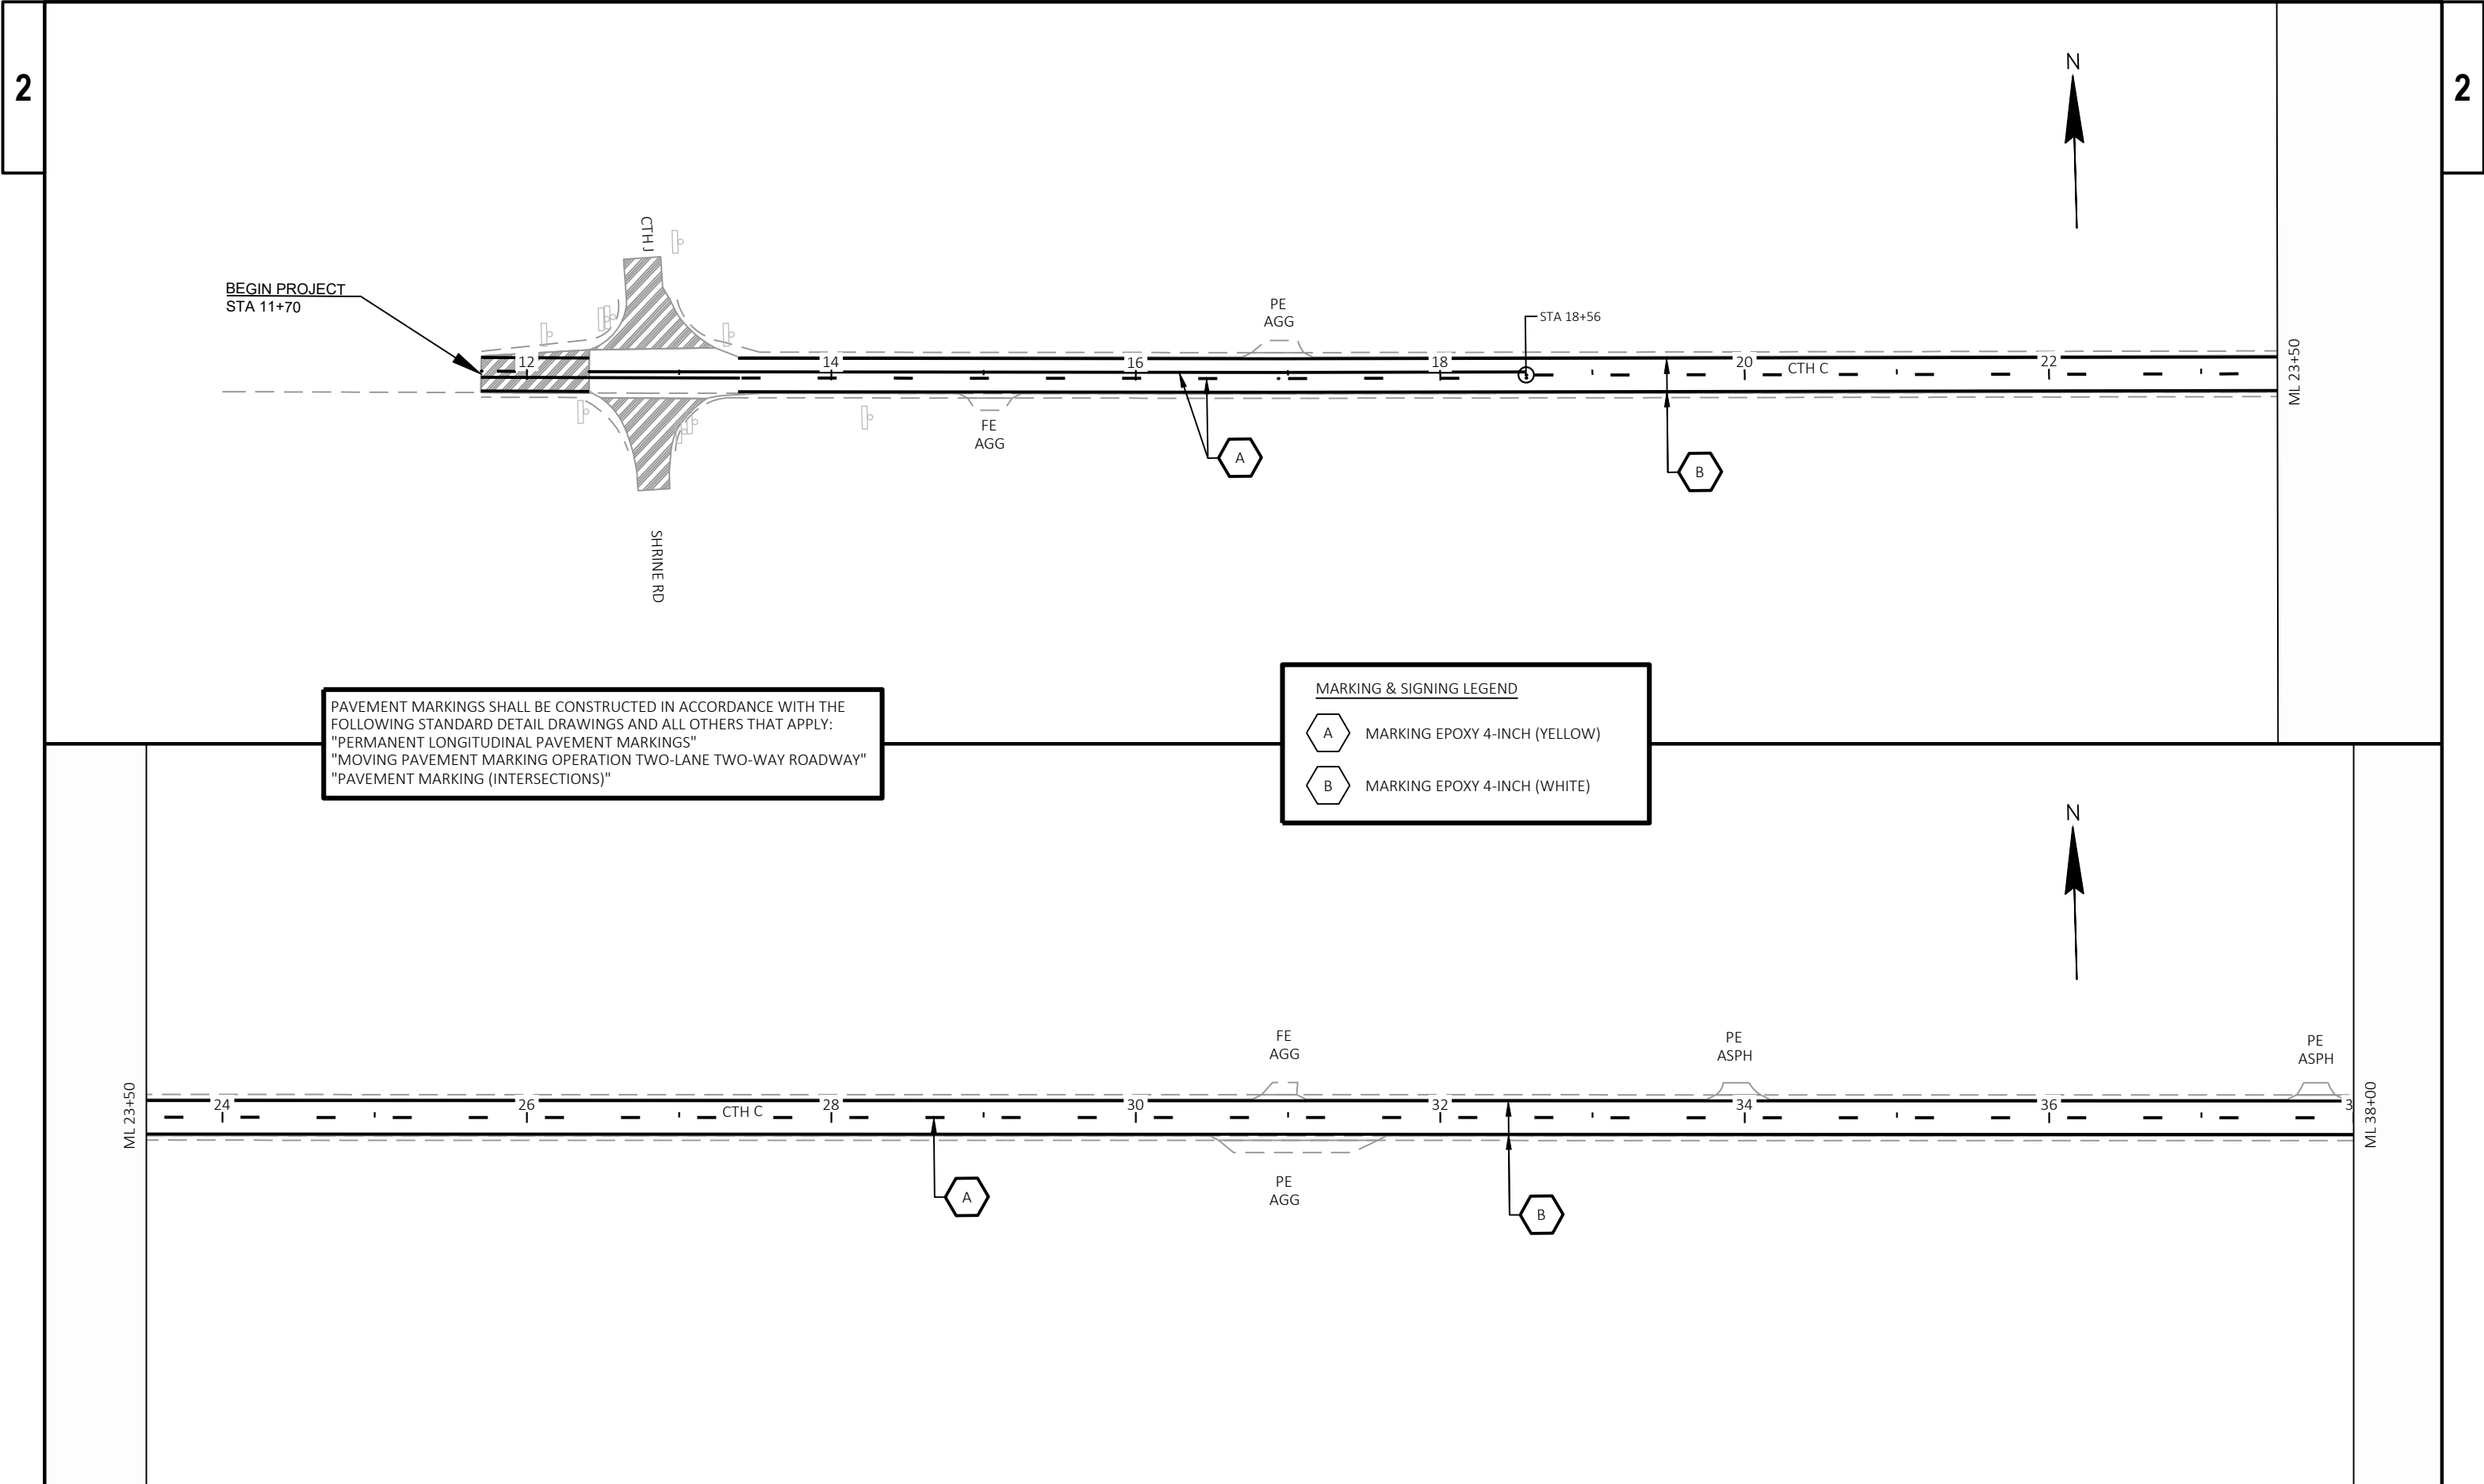 2
2
N
CTH J
BEGIN PROJECT
STA 11+70
PE
AGG
STA 18+56
12
14
16
18
20
CTH C
22
ML 23+50
FE
AGG
A
B
SHRINE RD
PAVEMENT MARKINGS SHALL BE CONSTRUCTED IN ACCORDANCE WITH THE
FOLLOWING STANDARD DETAIL DRAWINGS AND ALL OTHERS THAT APPLY:
"PERMANENT LONGITUDINAL PAVEMENT MARKINGS"
"MOVING PAVEMENT MARKING OPERATION TWO-LANE TWO-WAY ROADWAY"
"PAVEMENT MARKING (INTERSECTIONS)"
MARKING & SIGNING LEGEND
A MARKING EPOXY 4-INCH (YELLOW)
B MARKING EPOXY 4-INCH (WHITE)
N
FE
AGG
PE
ASPH
PE
ASPH
ML 23+50
24
26
CTH C
28
30
32
34
36
3
ML 38+00
PE
AGG
A
B